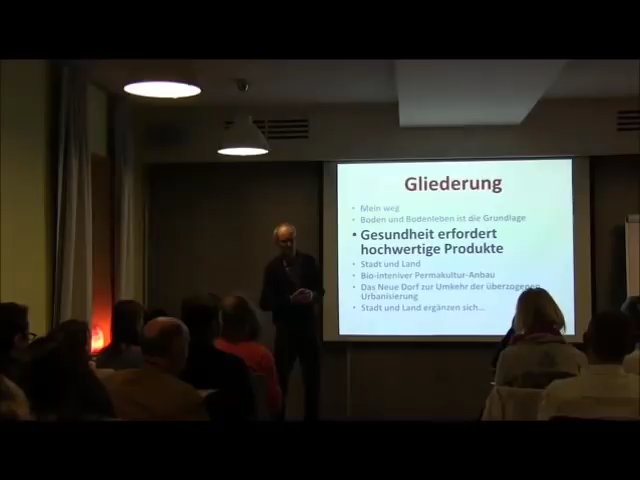 Gliederung
• Mein weg
• Boden und Bodenleben ist die Grundlage
• Gesundheit erfordert
hochwertige Produkte
• Stadt und Land
• Bio-inteniver Permakultur-Anbau
• Das Neue Dorf zur Umkehr der überzogenen
Urbanisierung
• Stadt und Land ergänzen sich...